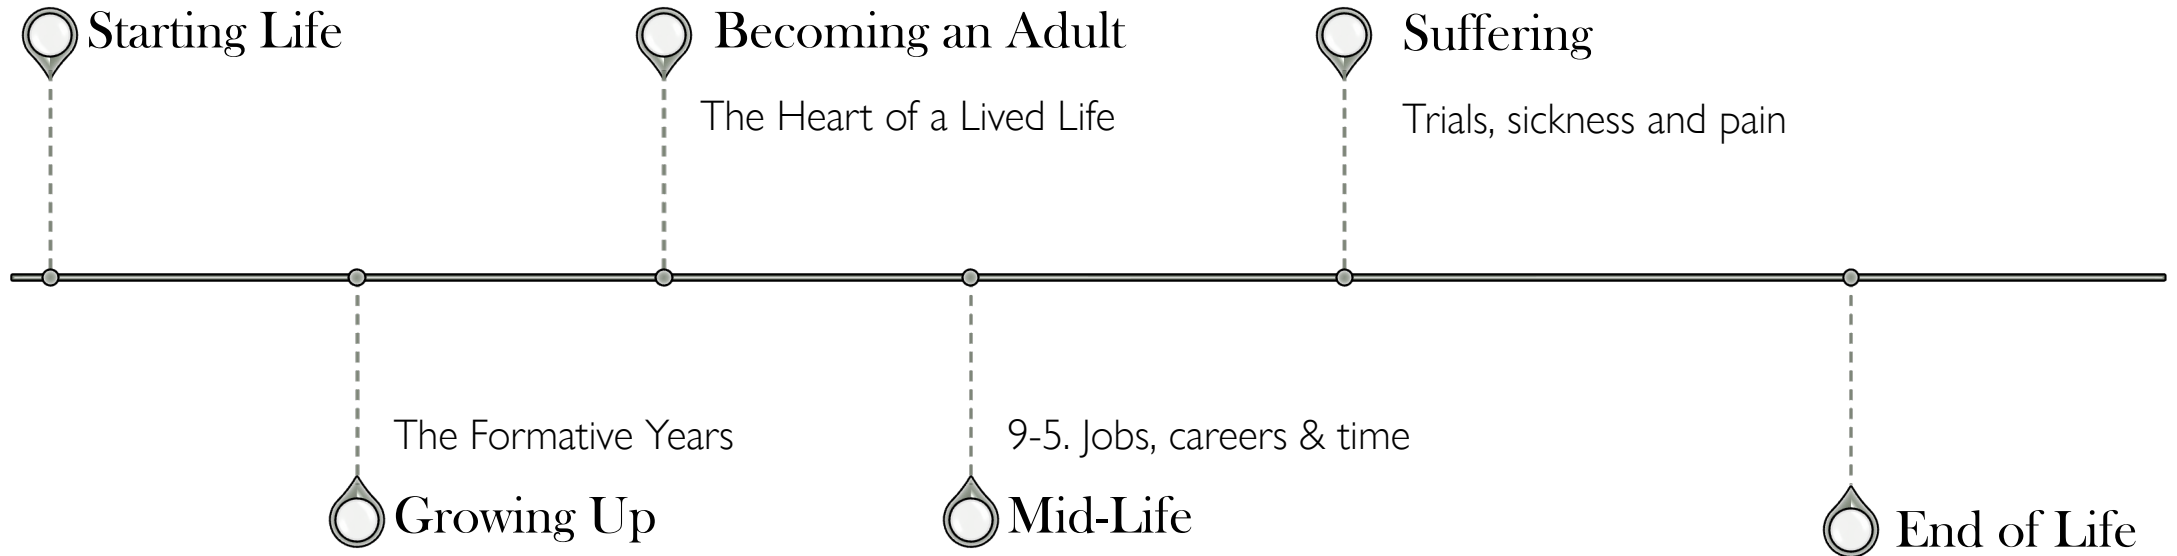 Starting Life
Becoming an Adult
The Heart of a Lived Life
Suffering
Trials, sickness and pain
The Formative Years
Growing Up
9-5. Jobs, careers & time
Mid-Life
End of Life